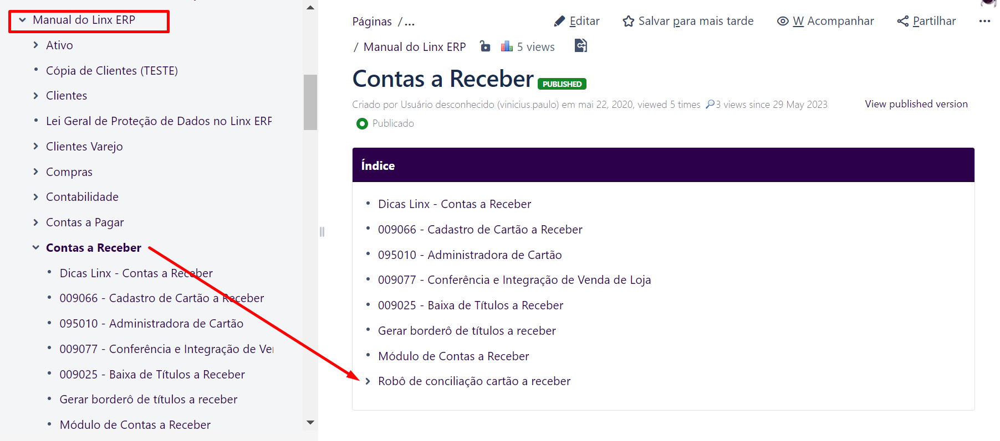 Manual do Linx ERP
Ativo
Cópia de Clientes (TESTE)
Clientes
Lei Geral de Proteção de Dados no Linx ERP
Clientes Varejo
Compras
Contabilidade
Contas a Pagar
Contas a Receber
Dicas Linx - Contas a Receber
009066 - Cadastro de Cartão a Receber
095010 - Administradora de Cartão
009077 - Conferência e Integração de Ve
009025 - Baixa de Títulos a Receber
Gerar borderô de títulos a receber
Módulo de Contas a Receber
Páginas /...
Editar Salvar para mais tarde W Acompanhar Partilhar ...
/ Manual do Linx ERP 5 views
Contas a Receber PUBLISHED
Criado por Usuário desconhecido (vinicius.paulo) em mai 22, 2020, viewed 5 times 3 views since 29 May 2023
View published version
Publicado
Índice
Dicas Linx - Contas a Receber
009066 - Cadastro de Cartão a Receber
095010 - Administradora de Cartão
009077 - Conferência e Integração de Venda de Loja
009025 - Baixa de Títulos a Receber
Gerar borderô de títulos a receber
Módulo de Contas a Receber
Robô de conciliação cartão a receber